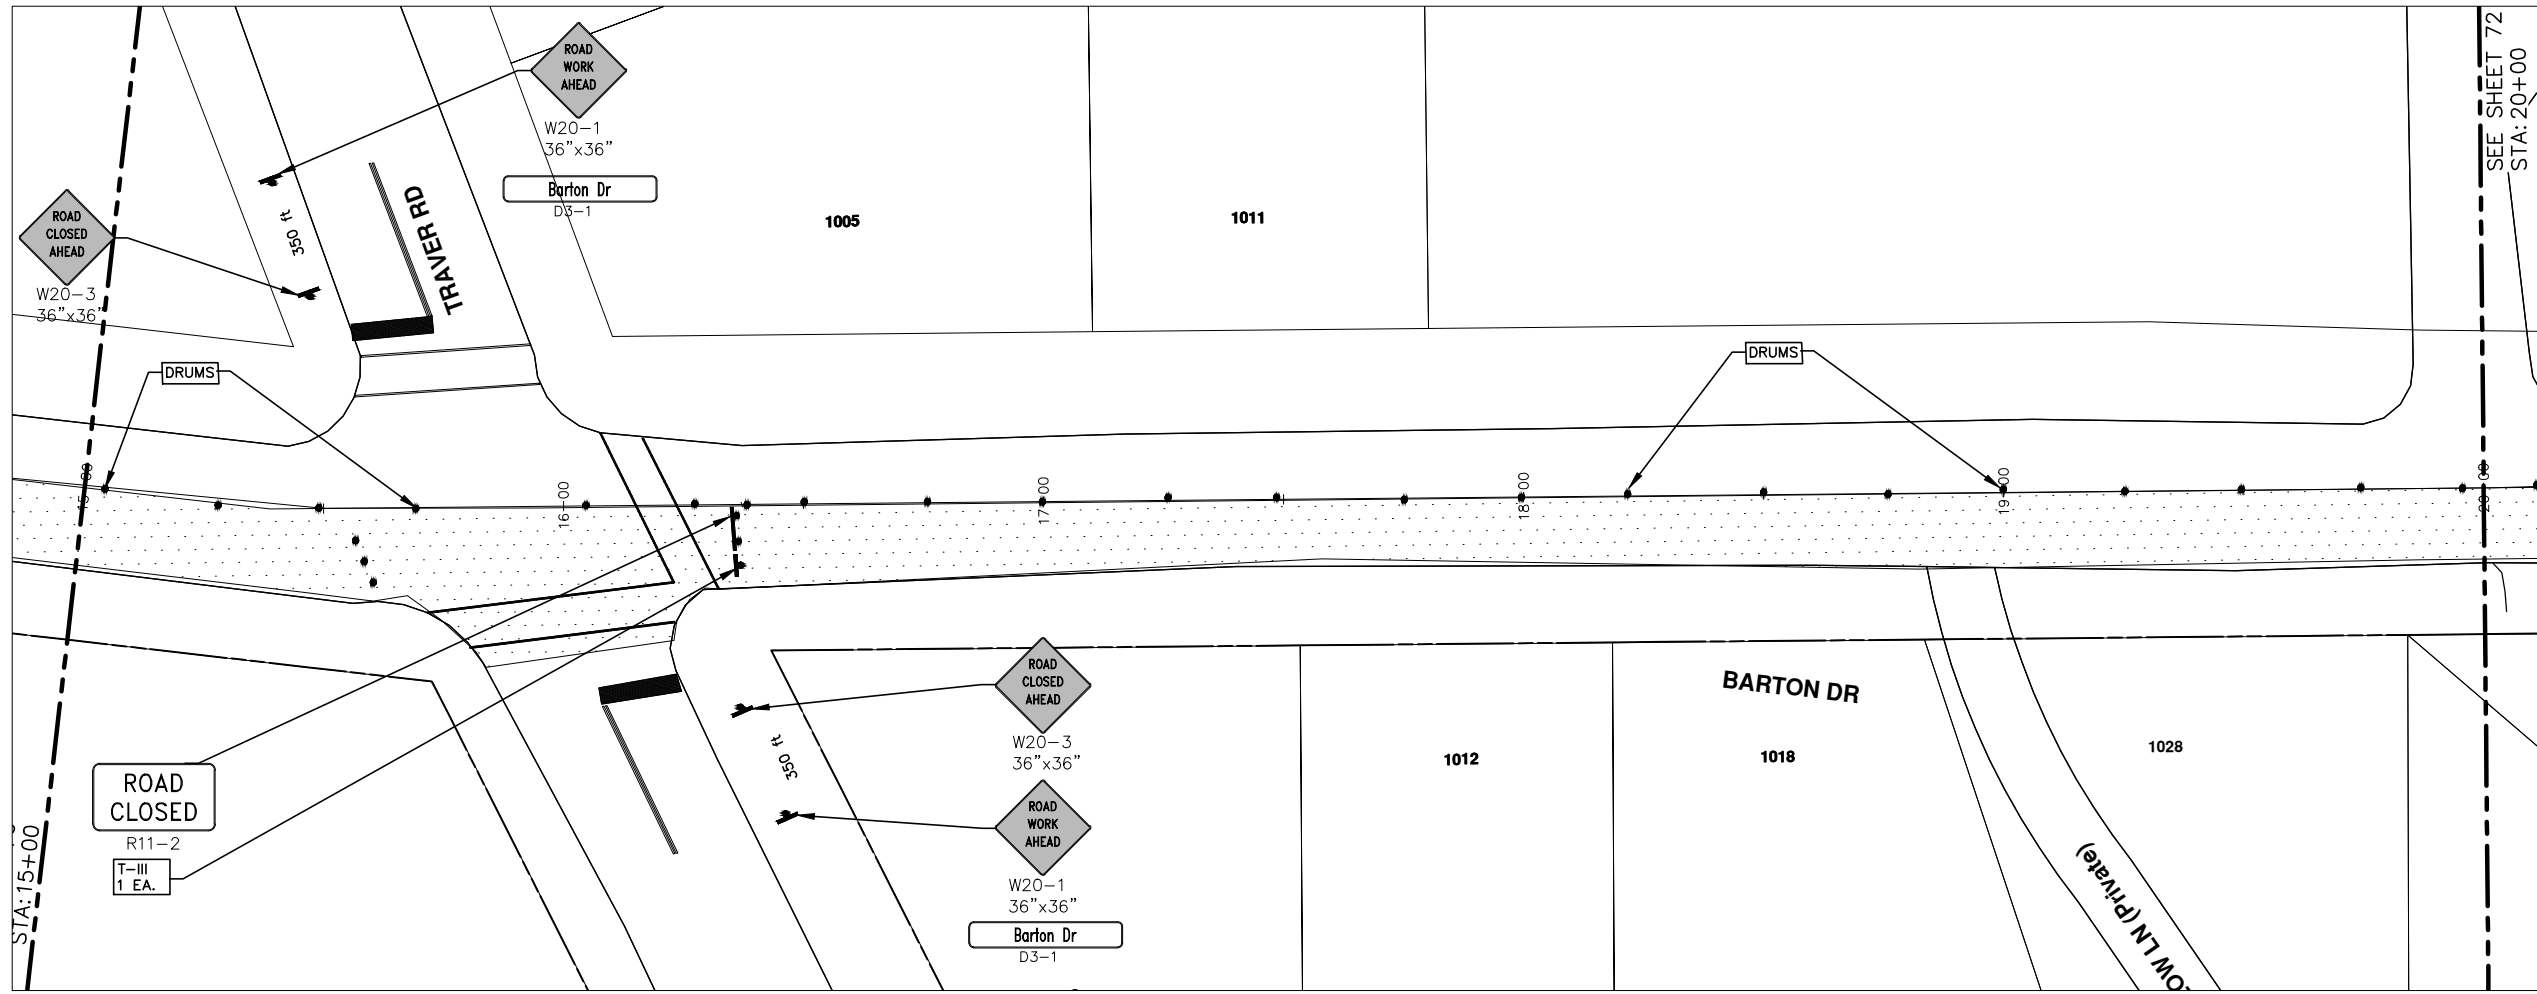 ROAD
WORK
AHEAD
W20-1
36"x36"
Barton Dr
D3-1
SEE SHEET 72
STA:20+00
ROAD
CLOSED
AHEAD
W20-3
36"x36"
350 ft
TRAVER RD
1005
1011
DRUMS
DRUMS
16+00
17+00
18+00
19+00
20+00
ROAD
CLOSED
R11-2
T-III
1 EA.
STA:15+00
ROAD
CLOSED
AHEAD
W20-3
36"x36"
350 ft
ROAD
WORK
AHEAD
W20-1
36"x36"
Barton Dr
D3-1
BARTON DR
1012
1018
1028
LN (Private)